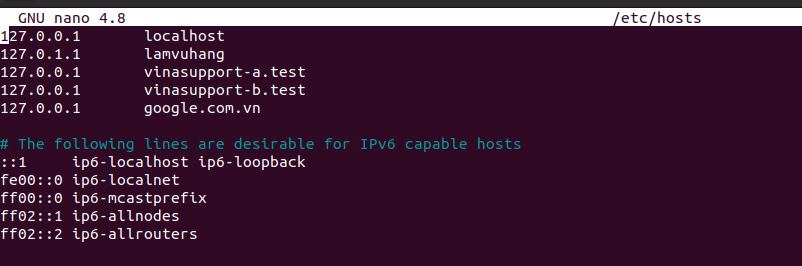 GNU nano 4.8 /etc/hosts
127.0.0.1 localhost
127.0.1.1 lamvuhang
127.0.0.1 vinasupport-a.test
127.0.0.1 vinasupport-b.test
127.0.0.1 google.com.vn
# The following lines are desirable for IPv6 capable hosts
::1 ip6-localhost ip6-loopback
fe00::0 ip6-localnet
ff00::0 ip6-mcastprefix
ff02::1 ip6-allnodes
ff02::2 ip6-allrouters